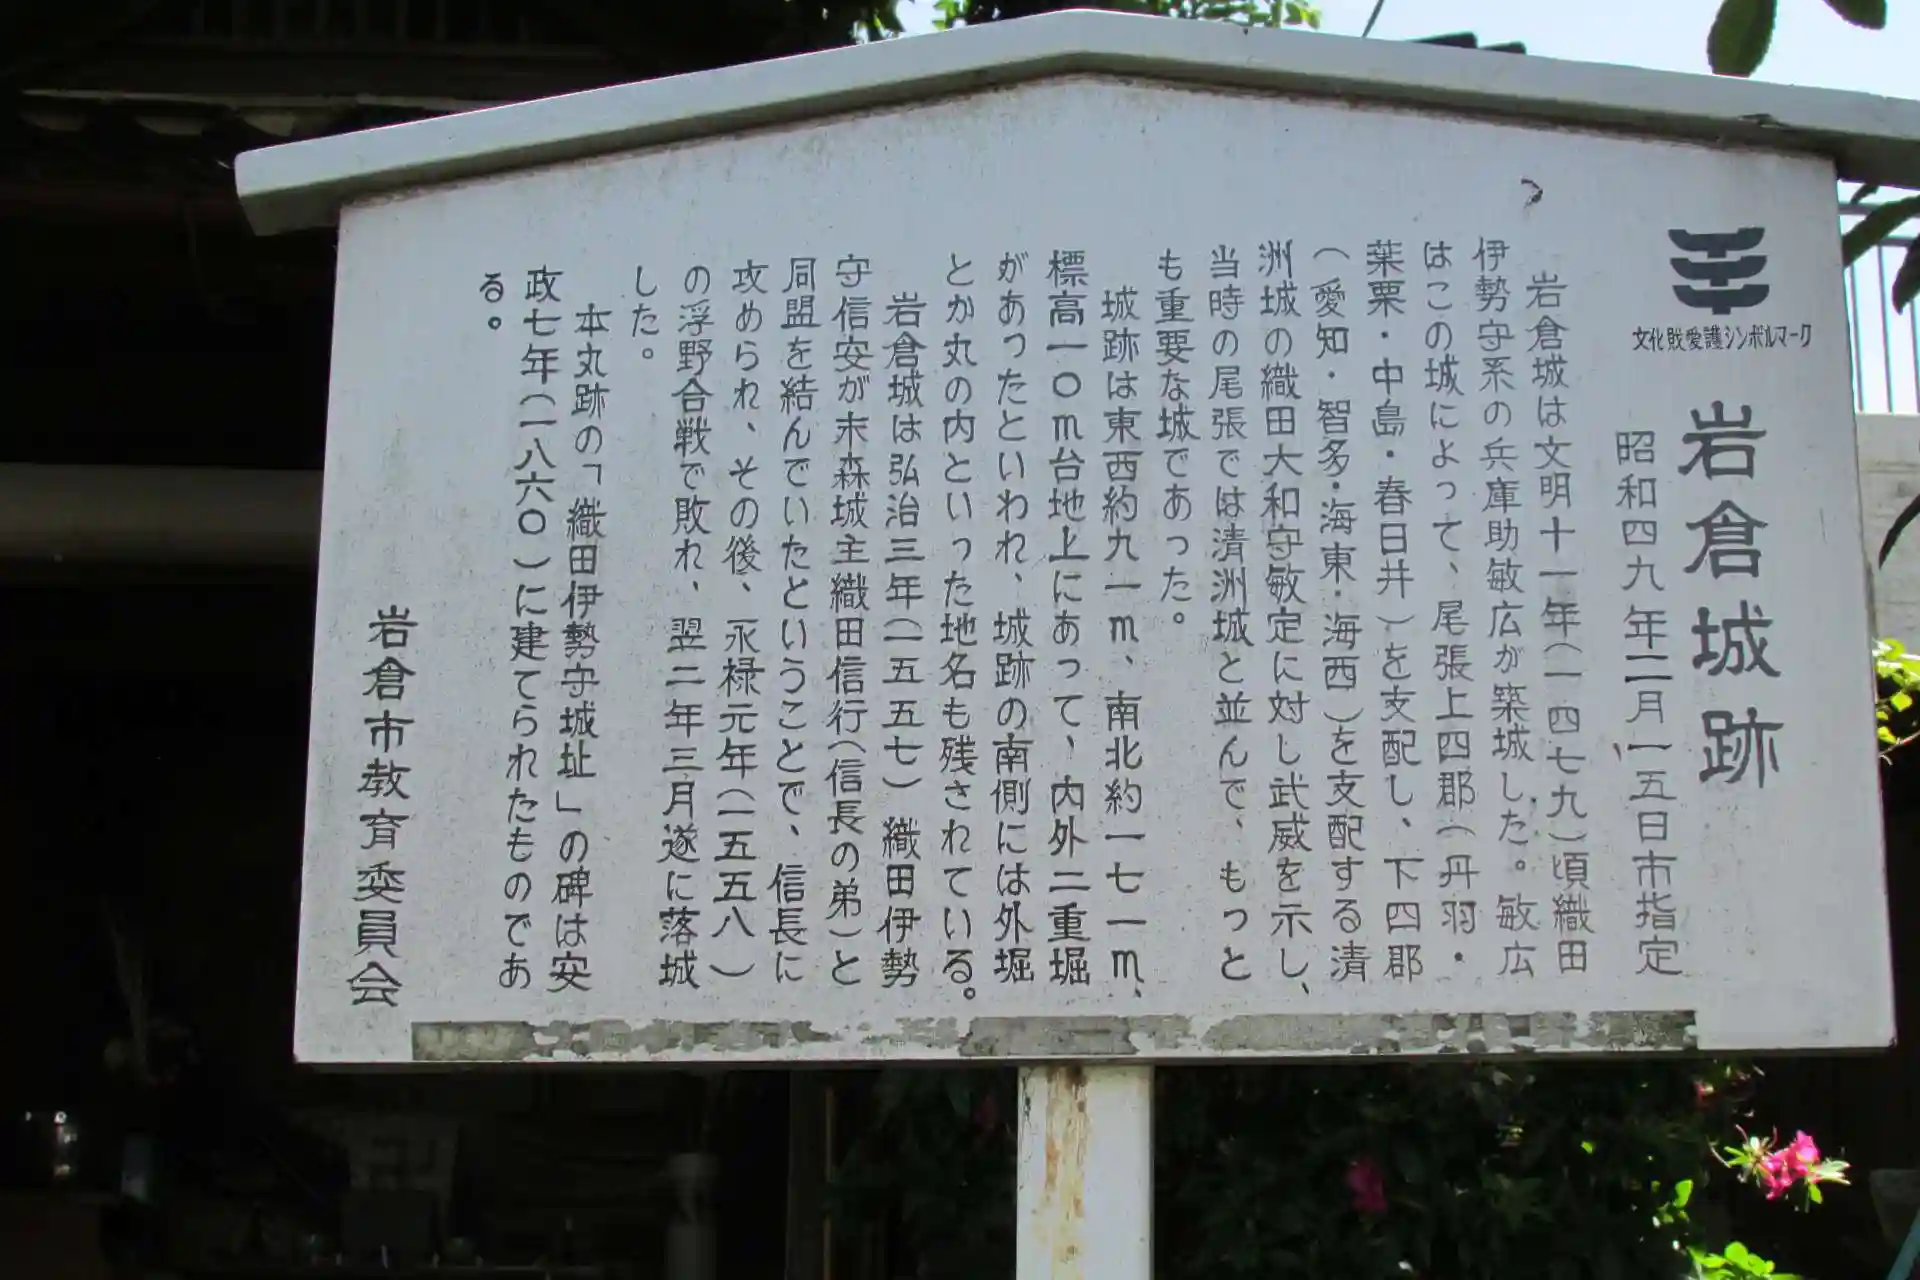 文化財愛護シンボルマーク
岩倉城跡
昭和四九年二月一五日市指定
岩倉城は文明十一年(一四七九)頃織田
伊勢守系の兵庫助敏広が築城した。敏広
はこの城によって、尾張上四郡(丹羽・
葉栗・中島・春日井)を支配し、下四郡
(愛知・智多・海東・海西)を支配する清
洲城の織田大和守敏定に対し武威を示し、
当時の尾張では清洲城と並んで、もっと
も重要な城であった。
城跡は東西約九一m、南北約一七一m、
標高一〇m台地上にあって、内外二重堀
があったといわれ、城跡の南側には外堀
とか丸の内といった地名も残されている。
岩倉城は弘治三年(一五五七)織田伊勢
守信安が末森城主織田信行(信長の弟)と
同盟を結んでいたということで、信長に
攻められ、その後、永禄元年(一五五八)
の浮野合戦で敗れ、翌二年三月遂に落城
した。
本丸跡の「織田伊勢守城址」の碑は安
政七年(一八六〇)に建てられたものであ
る。
岩倉市教育委員会